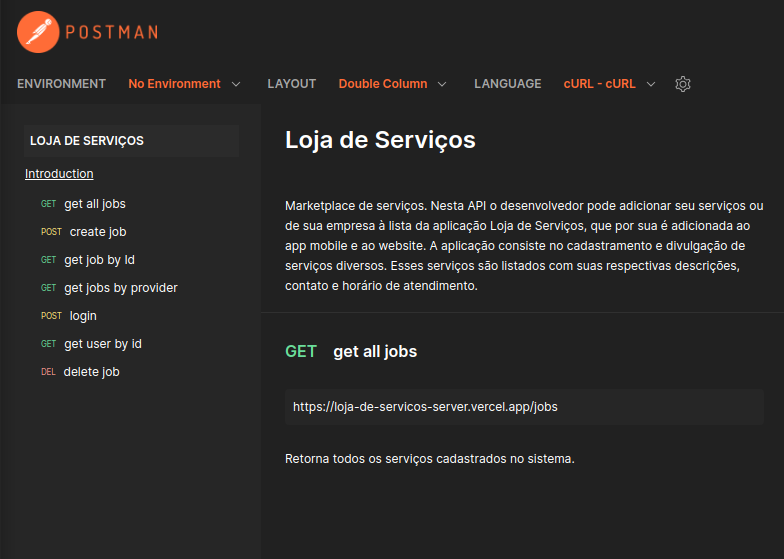 POSTMAN
ENVIRONMENT No Environment LAYOUT Double Column LANGUAGE cURL - cURL
LOJA DE SERVIÇOS
Introduction
GET get all jobs
POST create job
GET get job by Id
GET get jobs by provider
POST login
GET get user by id
DEL delete job
Loja de Serviços
Marketplace de serviços. Nesta API o desenvolvedor pode adicionar seu serviços ou
de sua empresa à lista da aplicação Loja de Serviços, que por sua é adicionada ao
app mobile e ao website. A aplicação consiste no cadastramento e divulgação de
serviços diversos. Esses serviços são listados com suas respectivas descrições,
contato e horário de atendimento.
GET get all jobs
https://loja-de-servicos-server.vercel.app/jobs
Retorna todos os serviços cadastrados no sistema.